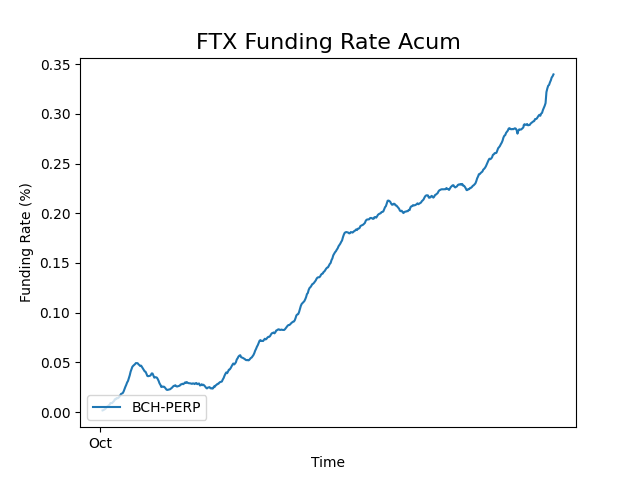 FTX Funding Rate Acum
Funding Rate (%)
0.35
0.30
0.25
0.20
0.15
0.10
0.05
0.00
BCH-PERP
Oct
Time